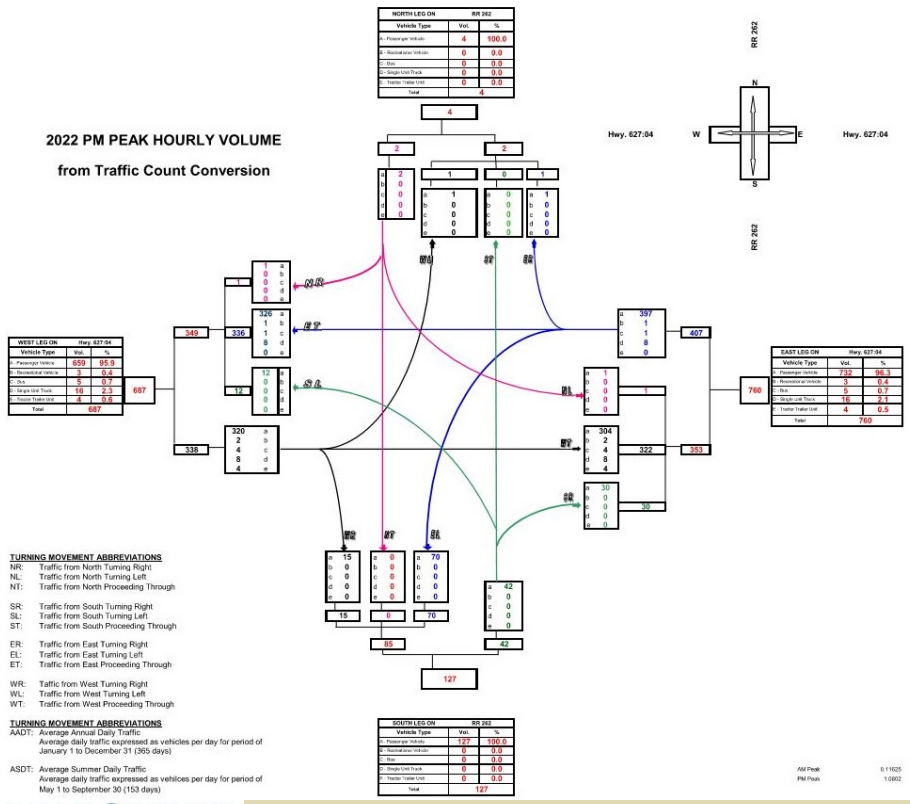 NORTH LEG ON RR 262
Vehicle Type Vol. %
A - Passenger Vehicle 4 100.0
B - Recreational Vehicle 0 0.0
C - Bus 0 0.0
D - Single Unit Truck 0 0.0
E - Tractor Trailer Unit 0 0.0
Total 4
4
2022 PM PEAK HOURLY VOLUME
from Traffic Count Conversion
RR 262
N
Hwy. 627:04 W E Hwy. 627:04
S
RR 262
2 2
1 0 1
a 2
b 0
c 0
d 0
e 0
a 1
b 0
c 0
d 0
e 0
a 0
b 0
c 0
d 0
e 0
a 1
b 0
c 0
d 0
e 0
WL ST ER
1
1 a
0 b
0 c
0 d
0 e
NR
349 336
326 a
1 b
1 c
8 d
0 e
ET
a 397
b 1
c 1
d 8
e 0
407
WEST LEG ON Hwy. 627:04
Vehicle Type Vol. %
A - Passenger Vehicle 659 95.9
B - Recreational Vehicle 3 0.4
C - Bus 5 0.7
D - Single Unit Truck 16 2.3
E - Tractor Trailer Unit 4 0.6
Total 687
687
12
12 a
0 b
0 c
0 d
0 e
SL
NL
a 1
b 0
c 0
d 0
e 0
1
760
EAST LEG ON Hwy. 627:04
Vehicle Type Vol. %
A - Passenger Vehicle 732 96.3
B - Recreational Vehicle 3 0.4
C - Bus 5 0.7
D - Single Unit Truck 16 2.1
E - Tractor Trailer Unit 4 0.5
Total 760
338
320 a
2 b
4 c
8 d
4 e
WT
a 304
b 2
c 4
d 8
e 4
322 353
SR
a 30
b 0
c 0
d 0
e 0
30
WR NT EL
a 15
b 0
c 0
d 0
e 0
a 0
b 0
c 0
d 0
e 0
a 70
b 0
c 0
d 0
e 0
a 42
b 0
c 0
d 0
e 0
15 0 70
85 42
127
TURNING MOVEMENT ABBREVIATIONS
NR: Traffic from North Turning Right
NL: Traffic from North Turning Left
NT: Traffic from North Proceeding Through
SR: Traffic from South Turning Right
SL: Traffic from South Turning Left
ST: Traffic from South Proceeding Through
ER: Traffic from East Turning Right
EL: Traffic from East Turning Left
ET: Traffic from East Proceeding Through
WR: Taffic from West Turning Right
WL: Traffic from West Turning Left
WT: Traffic from West Proceeding Through
TURNING MOVEMENT ABBREVIATIONS
AADT: Average Annual Daily Traffic
Average daily traffic expressed as vehicles per day for period of
January 1 to December 31 (365 days)
ASDT: Average Summer Daily Traffic
Average daily traffic expressed as vehilces per day for period of
May 1 to September 30 (153 days)
SOUTH LEG ON RR 262
Vehicle Type Vol. %
A - Passenger Vehicle 127 100.0
B - Recreational Vehicle 0 0.0
C - Bus 0 0.0
D - Single Unit Truck 0 0.0
E - Tractor Trailer Unit 0 0.0
Total 127
AM Peak 0.11625
PM Peak